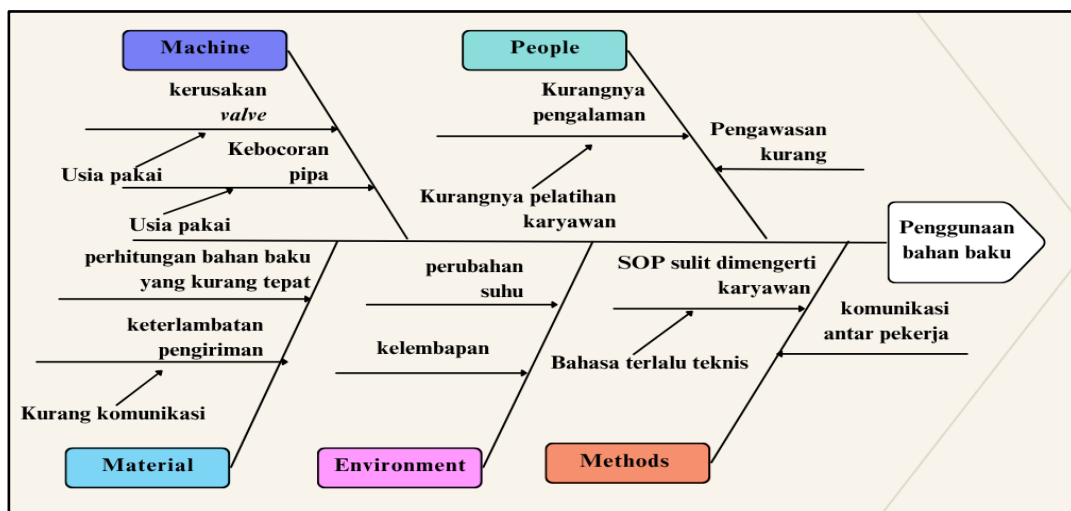 Machine
People
kerusakan
valve
Usia pakai
Kebocoran
pipa
Usia pakai
Kurangnya
pengalaman
Kurangnya pelatihan
karyawan
Pengawasan
kurang
Penggunaan
bahan baku
perhitungan bahan baku
yang kurang tepat
keterlambatan
pengiriman
Kurang komunikasi
perubahan
suhu
kelembapan
SOP sulit dimengerti
karyawan
Bahasa terlalu teknis
komunikasi
antar pekerja
Material
Environment
Methods